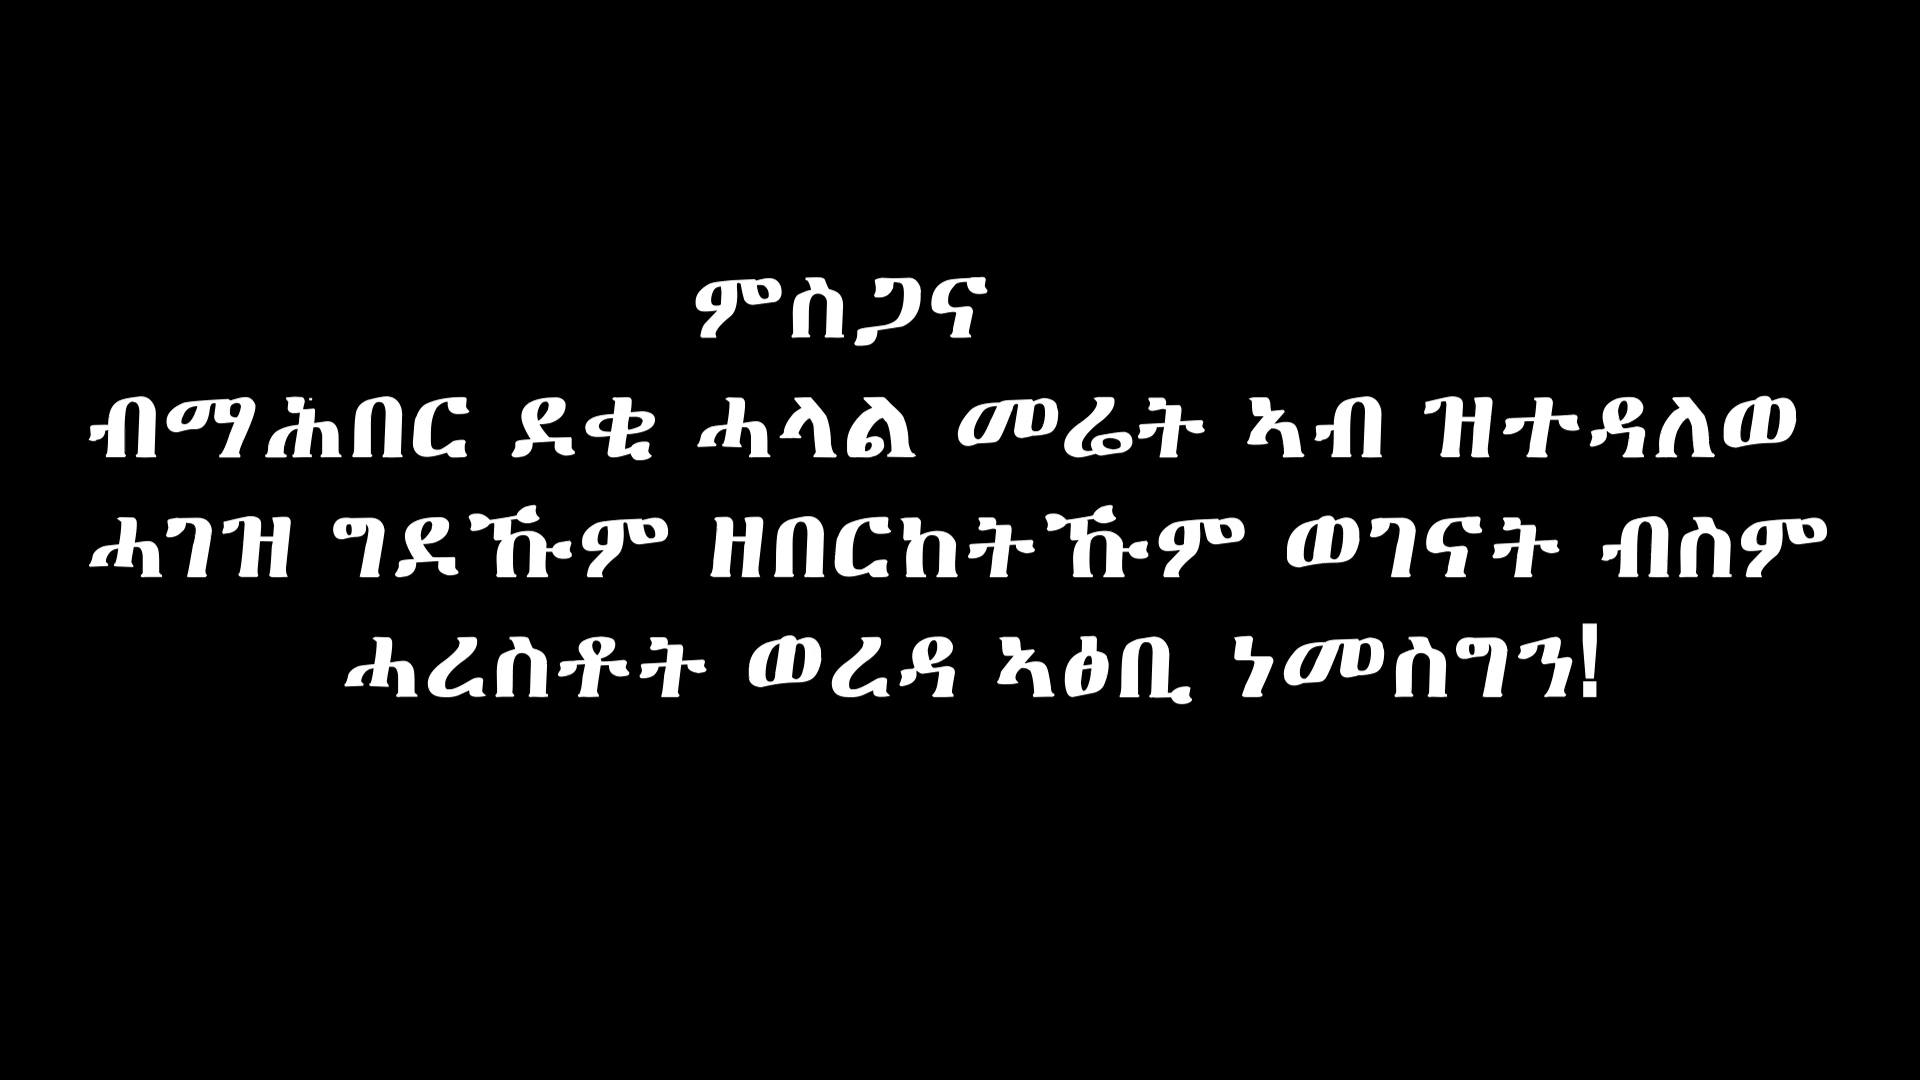 ምስጋና
ብማሕበር ደቂ ሓላል መሬት ኣብ ዝተዳለወ
ሓገዝ ግደኹም ዘበርከትኹም ወገናት ብስም
ሓረስቶት ወረዳ ኣፅቢ ነመስግን!